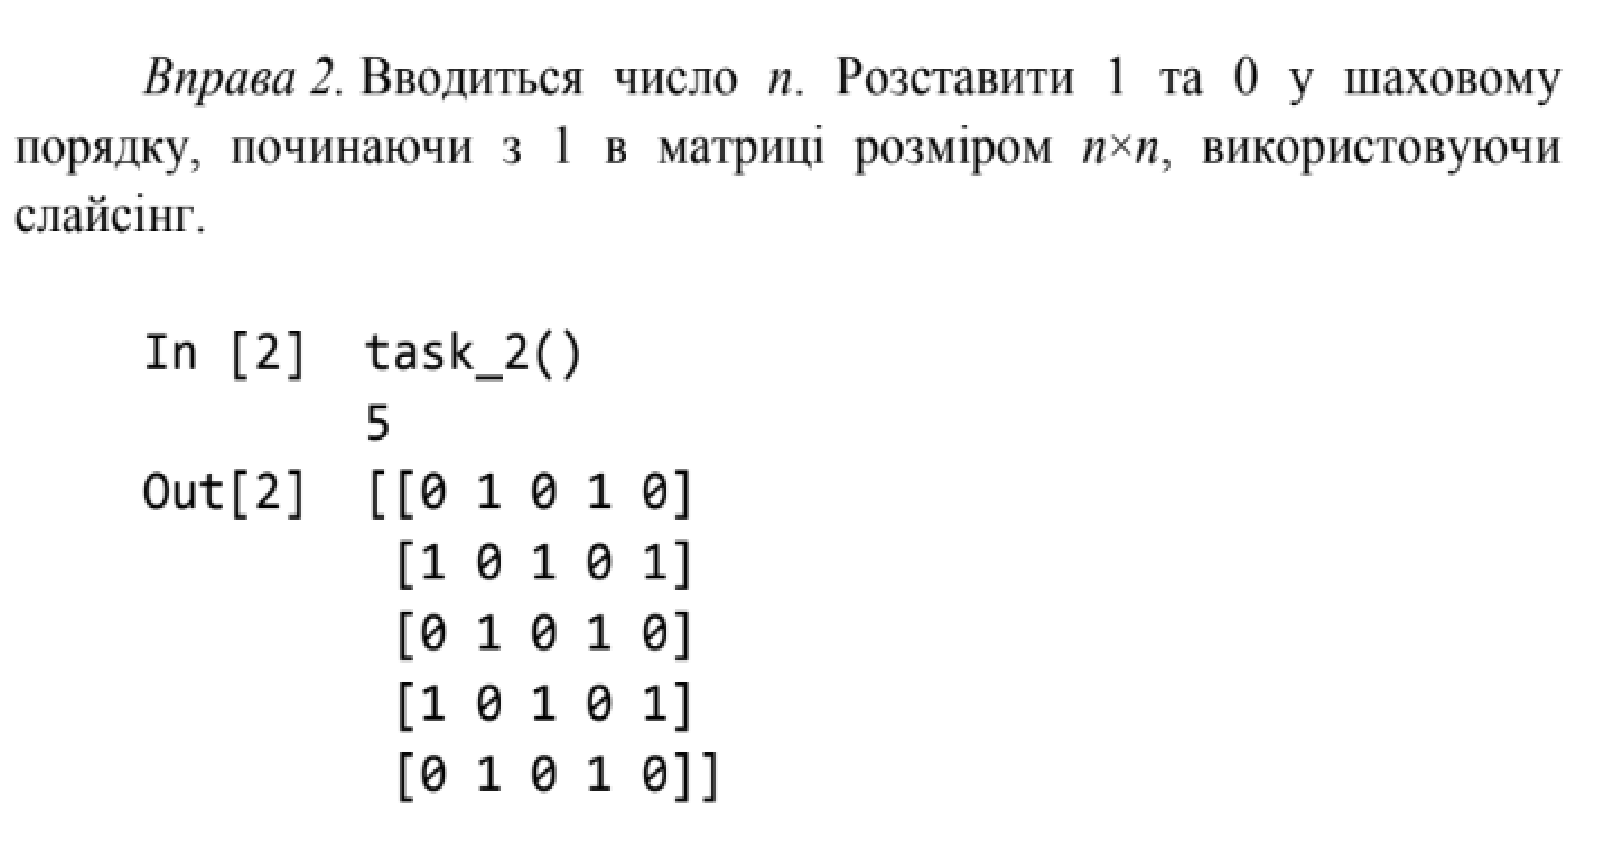 Вправа 2. Вводиться число n. Розставити 1 та 0 у шаховому
порядку, починаючи з 1 в матриці розміром n×n, використовуючи
слайсінг.
In [2] task_2()
5
Out[2] [[0 1 0 1 0]
[1 0 1 0 1]
[0 1 0 1 0]
[1 0 1 0 1]
[0 1 0 1 0]]